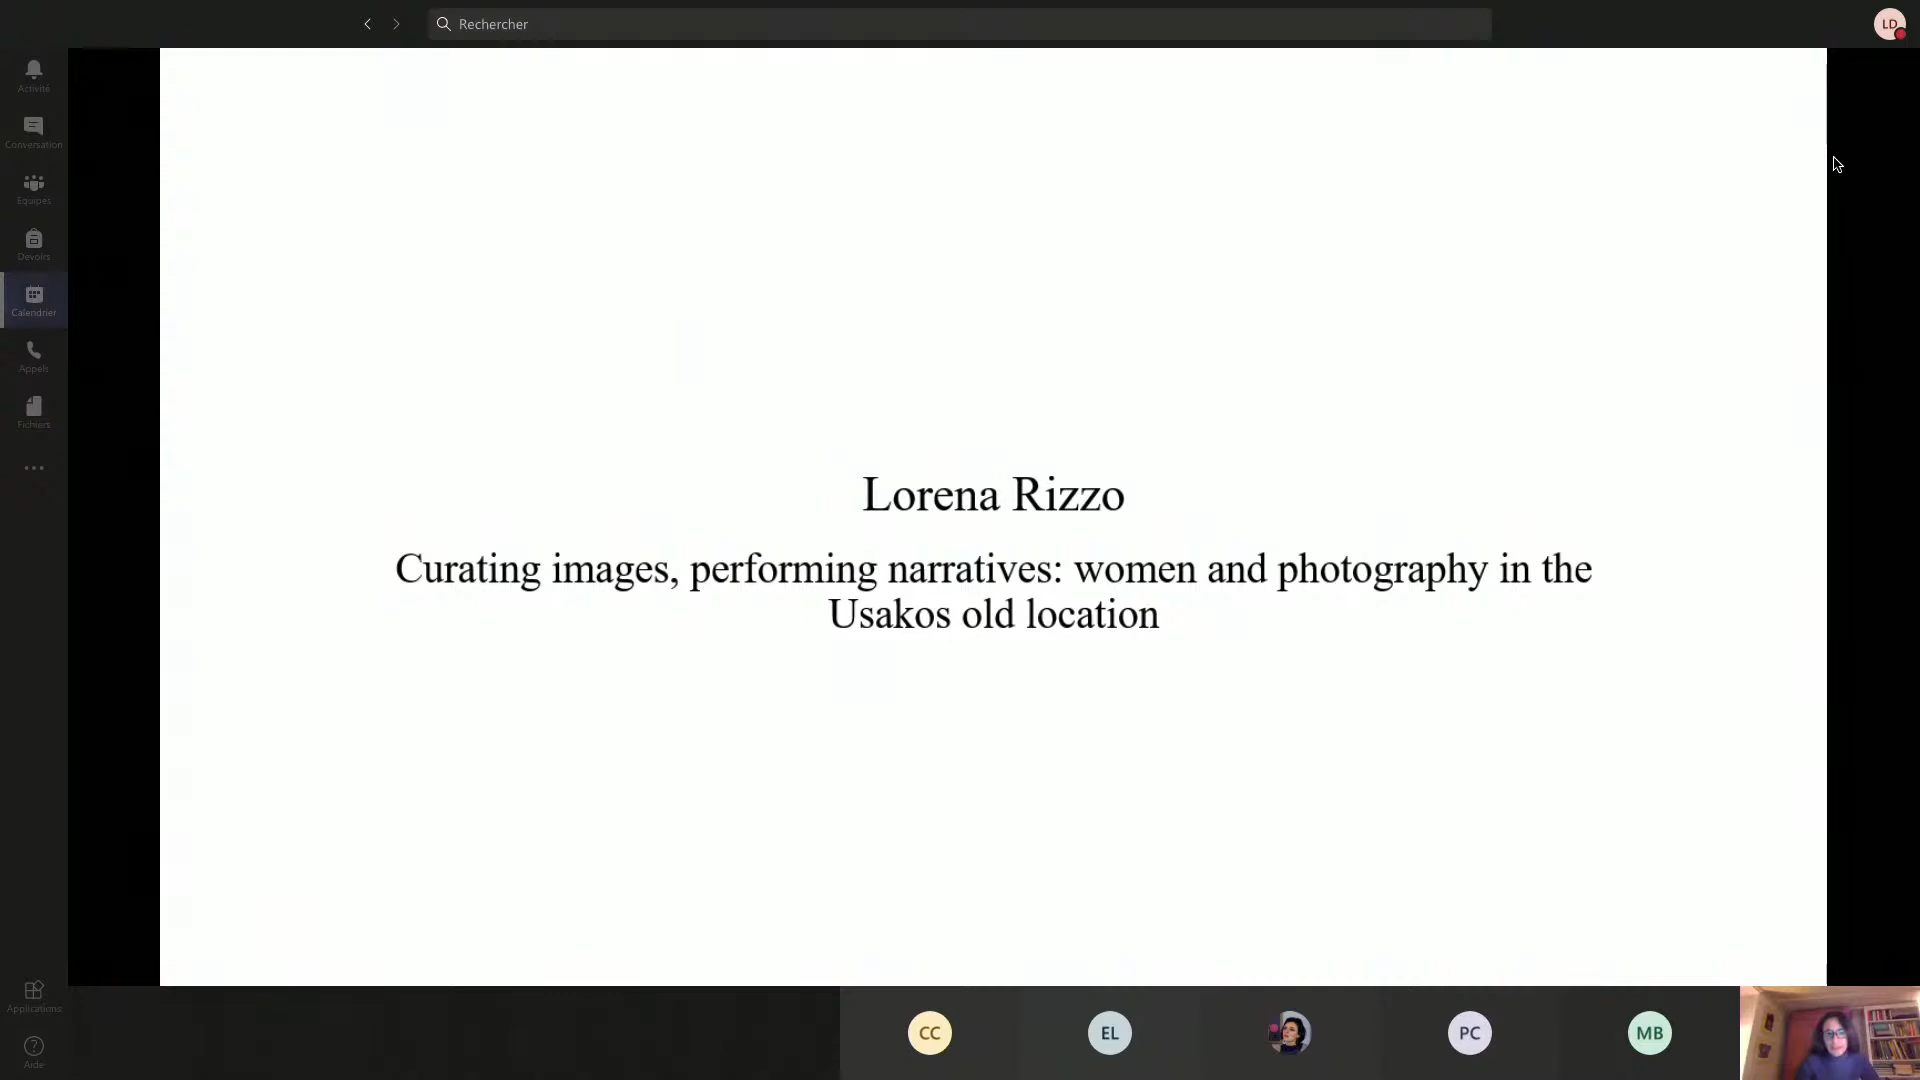 Rechercher
LD
Activité
Conversation
Équipes
Devoirs
Calendrier
Appels
Fichiers
Lorena Rizzo
Curating images, performing narratives: women and photography in the
Usakos old location
Applications
Aide
CC
EL
PC
MB